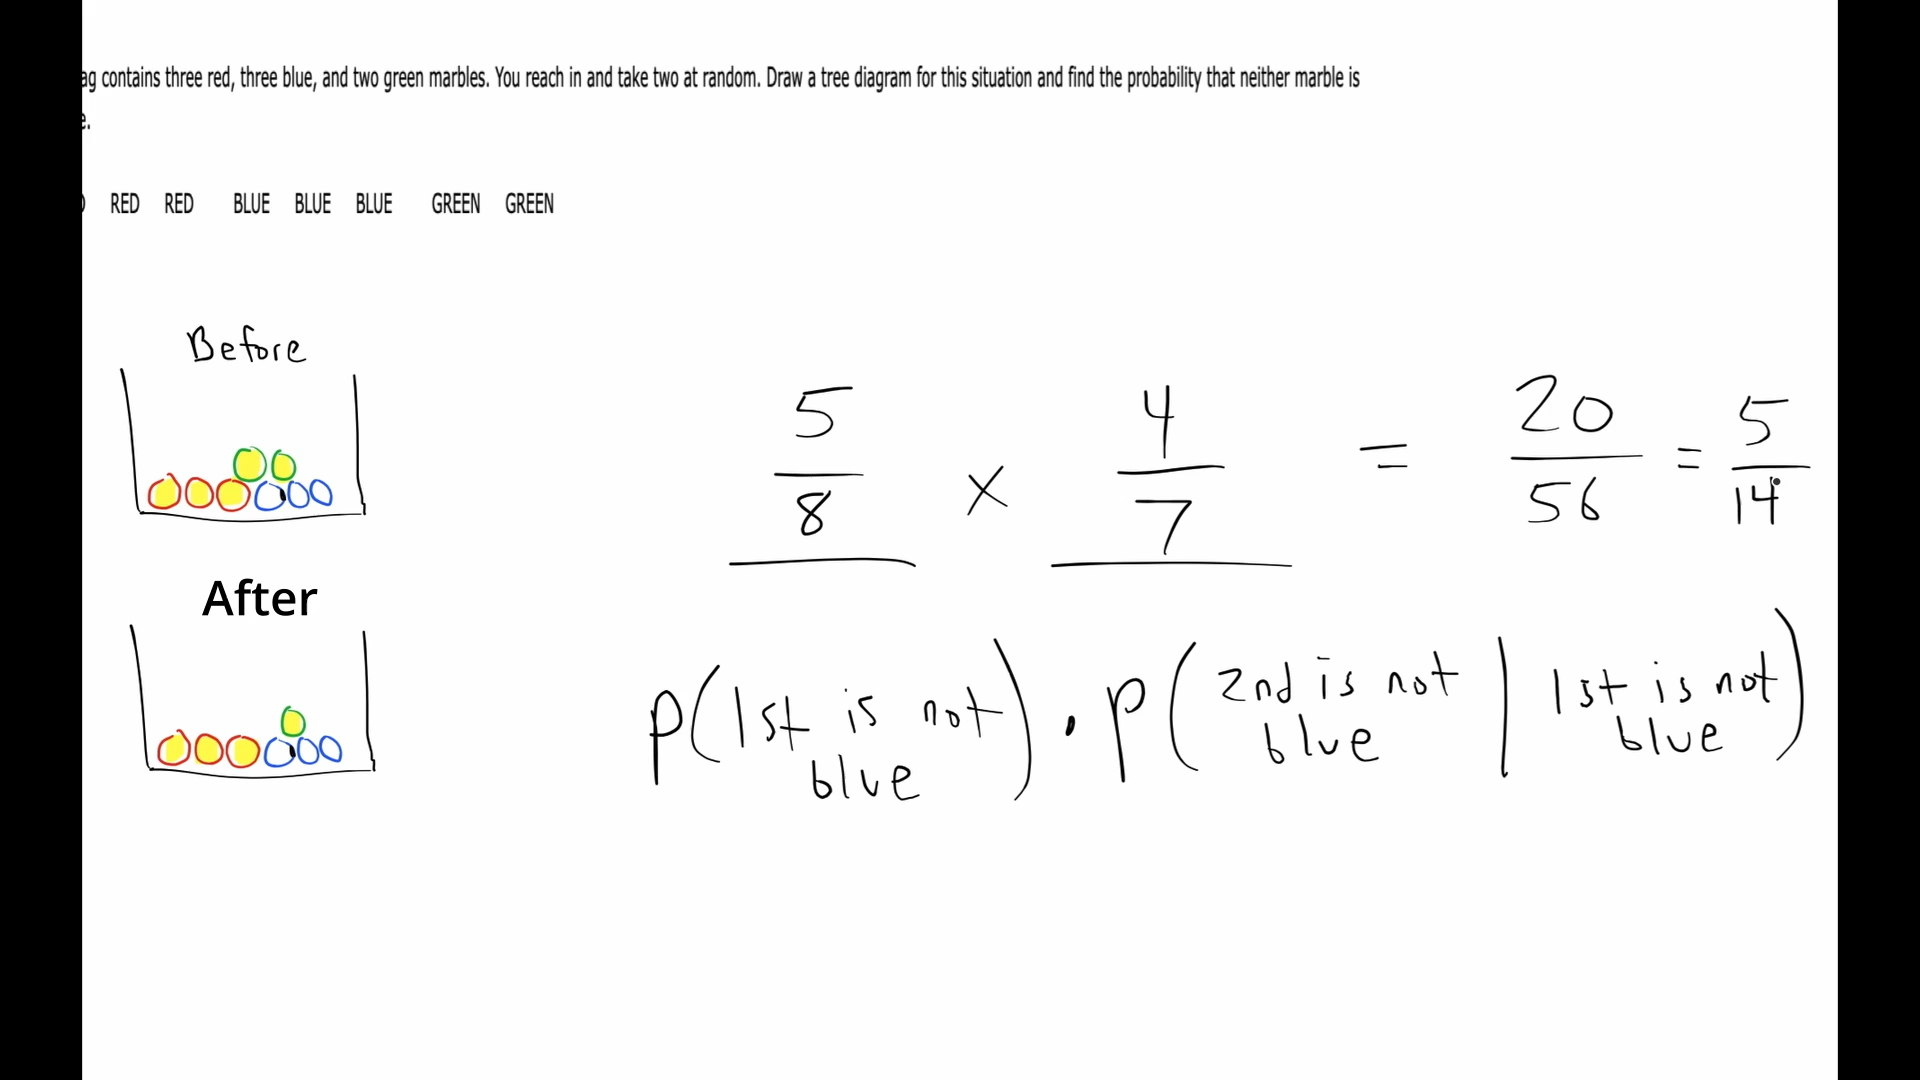 ag contains three red, three blue, and two green marbles. You reach in and take two at random. Draw a tree diagram for this situation and find the probability that neither marble is
e.
RED RED BLUE BLUE BLUE GREEN GREEN
Before
5/8 × 4/7 = 20/56 = 5/14
After
P(1st is not blue) · P(2nd is not blue | 1st is not blue)